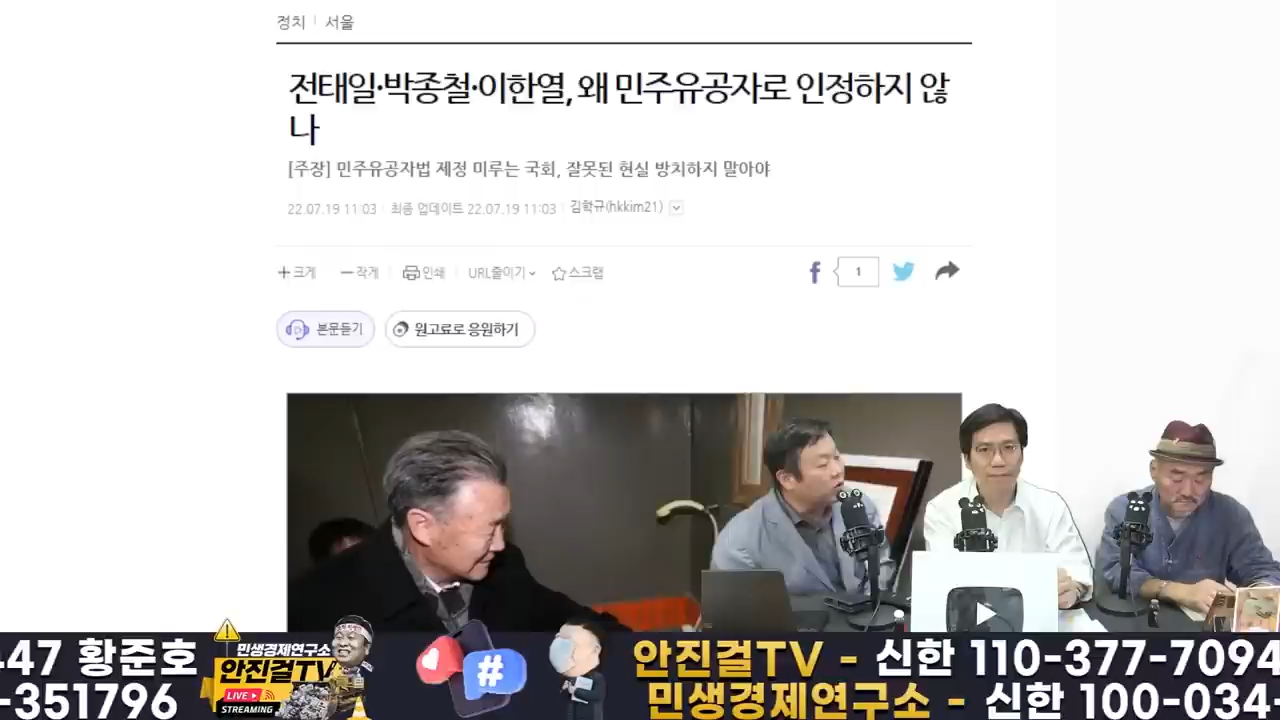 정치 서울
전태일·박종철·이한열, 왜 민주유공자로 인정하지 않
나
[주장] 민주유공자법 제정 미루는 국회, 잘못된 현실 방치하지 말아야
22.07.19 11:03 최종 업데이트 22.07.19 11:03 김학규(hkkim21)
크게 작게 인쇄 URL줄이기 스크랩 1
본문듣기 원고료로 응원하기
47 황준호
-351796
민생경제연구소
안진걸TV
LIVE
STREAMING
#
안진걸TV - 신한 110-377-7094
민생경제연구소 - 신한 100-034-